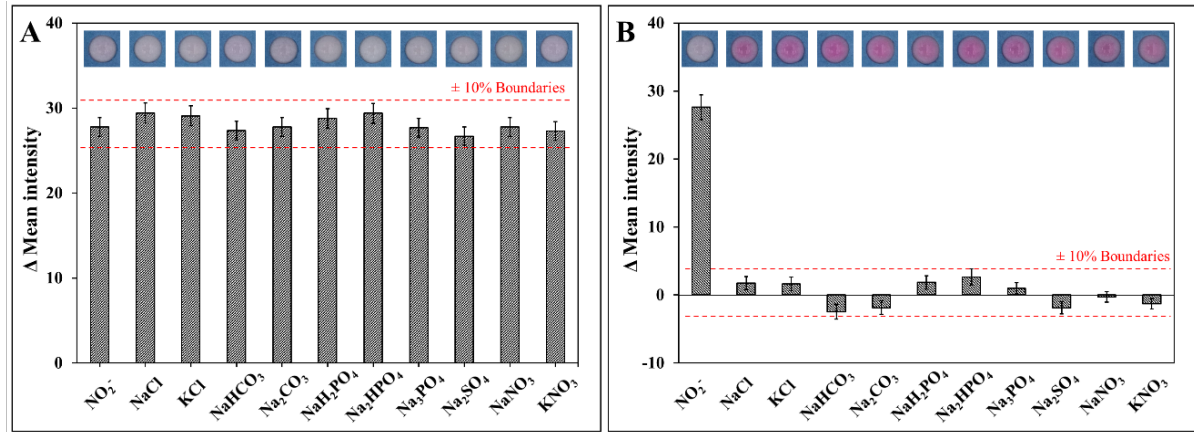 A
40
30
20
10
0
Δ Mean intensity
± 10% Boundaries
NO₂⁻
NaCl
KCl
NaHCO₃
Na₂CO₃
NaH₂PO₄
Na₂HPO₄
Na₃PO₄
Na₂SO₄
NaNO₃
KNO₃
B
40
30
20
10
0
-10
Δ Mean intensity
± 10% Boundaries
NO₂⁻
NaCl
KCl
NaHCO₃
Na₂CO₃
NaH₂PO₄
Na₂HPO₄
Na₃PO₄
Na₂SO₄
NaNO₃
KNO₃